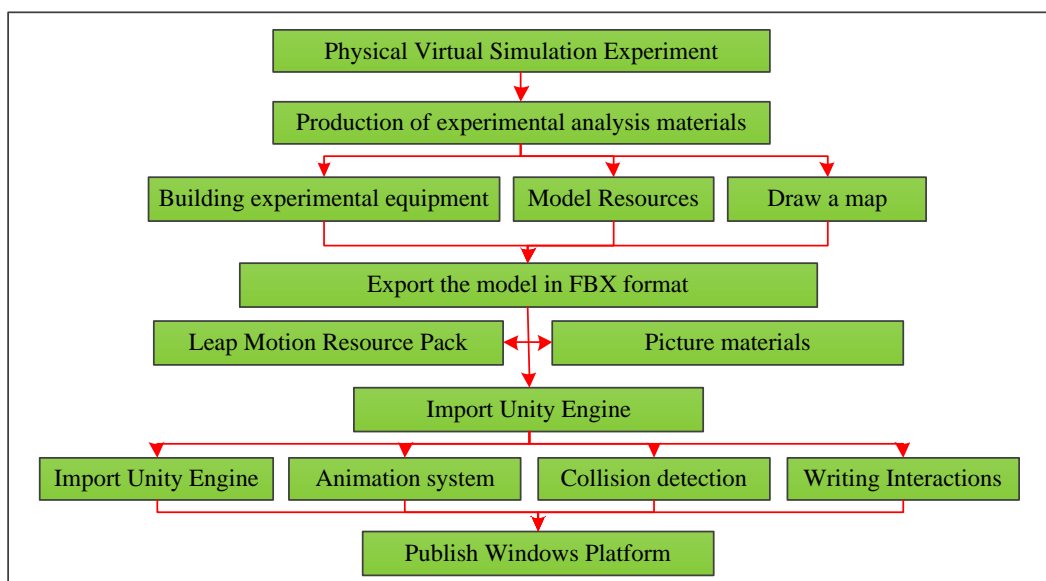 Physical Virtual Simulation Experiment
Production of experimental analysis materials
Building experimental equipment
Model Resources
Draw a map
Export the model in FBX format
Leap Motion Resource Pack
Picture materials
Import Unity Engine
Import Unity Engine
Animation system
Collision detection
Writing Interactions
Publish Windows Platform